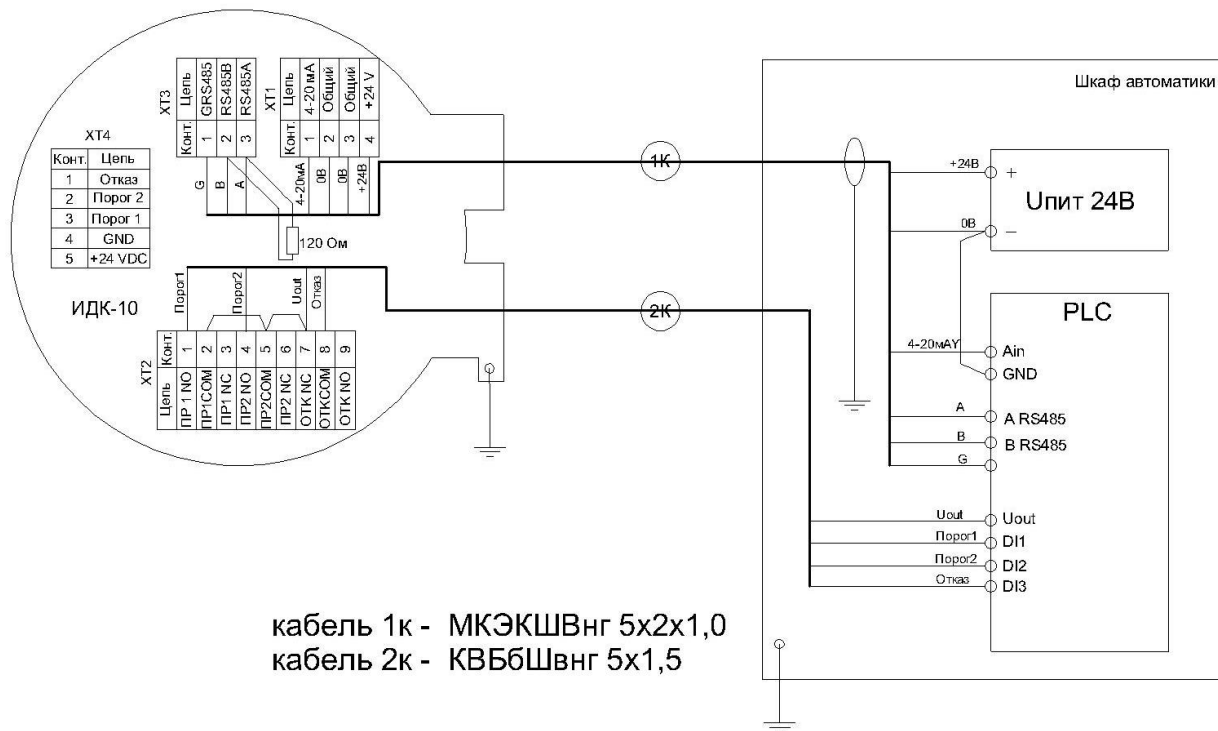 Шкаф автоматики
XT3
Конт. Цепь
1 GRS485
2 RS485B
3 RS485A
XT1
Конт. Цепь
1 4-20 мА
2 Общий
3 Общий
4 +24 V
XT4
Конт. Цепь
1 Отказ
2 Порог 2
3 Порог 1
4 GND
5 +24 VDC
G
B
A
4-20мА
0В
0В
+24В
120 Ом
1К
2К
ИДК-10
Порог1
Порог2
Uout
Отказ
XT2
Цепь Конт.
ПР 1 NO 1
ПР1COM 2
ПР1 NC 3
ПР2 NO 4
ПР2COM 5
ПР2 NC 6
ОТК NC 7
ОТКCOM 8
ОТК NO 9
+24В +
Uпит 24В
0В −
PLC
4-20мАY Ain
GND
A A RS485
B B RS485
G
Uout Uout
Порог1 DI1
Порог2 DI2
Отказ DI3
кабель 1к - МКЭКШВнг 5х2х1,0
кабель 2к - КВБбШвнг 5х1,5